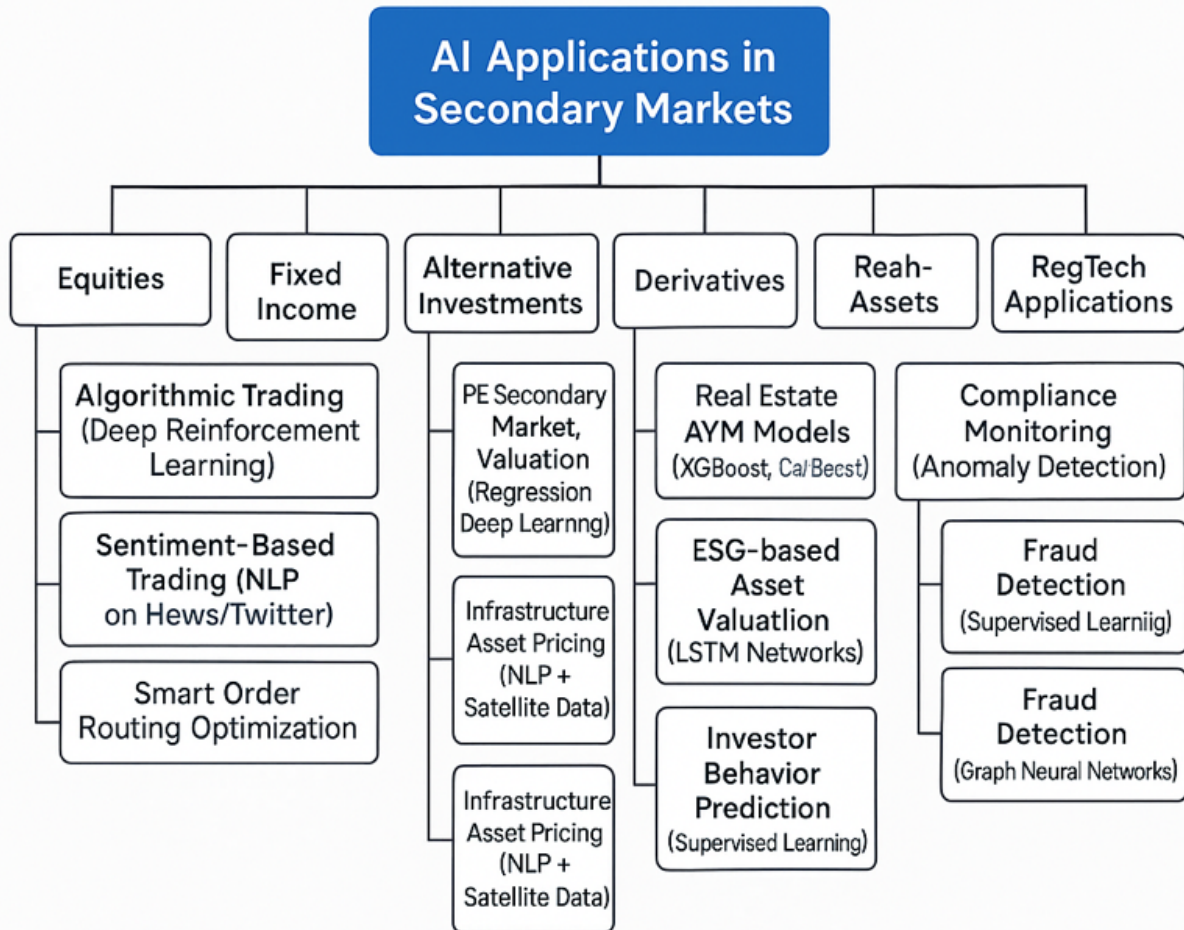 AI Applications in
Secondary Markets
Equities
Fixed
Income
Alternative
Investments
Derivatives
Reah-
Assets
RegTech
Applications
Algorithmic Trading
(Deep Reinforcement
Learning)
Sentiment-Based
Trading (NLP
on Hews/Twitter)
Smart Order
Routing Optimization
PE Secondary
Market,
Valuation
(Regression
Deep Learnng)
Infrastructure
Asset Pricing
(NLP +
Satellite Data)
Infrastructure
Asset Pricing
(NLP +
Satellite Data)
Real Estate
AYM Models
(XGBoost,
ESG-based
Asset
Valuatlion
(LSTM Networks)
Investor
Behavior
Prediction
(Supervised Learning)
Compliance
Monitoring
(Anomaly Detection)
Fraud
Detection
(Supervised Learniig)
Fraud
Detection
(Graph Neural Networks)